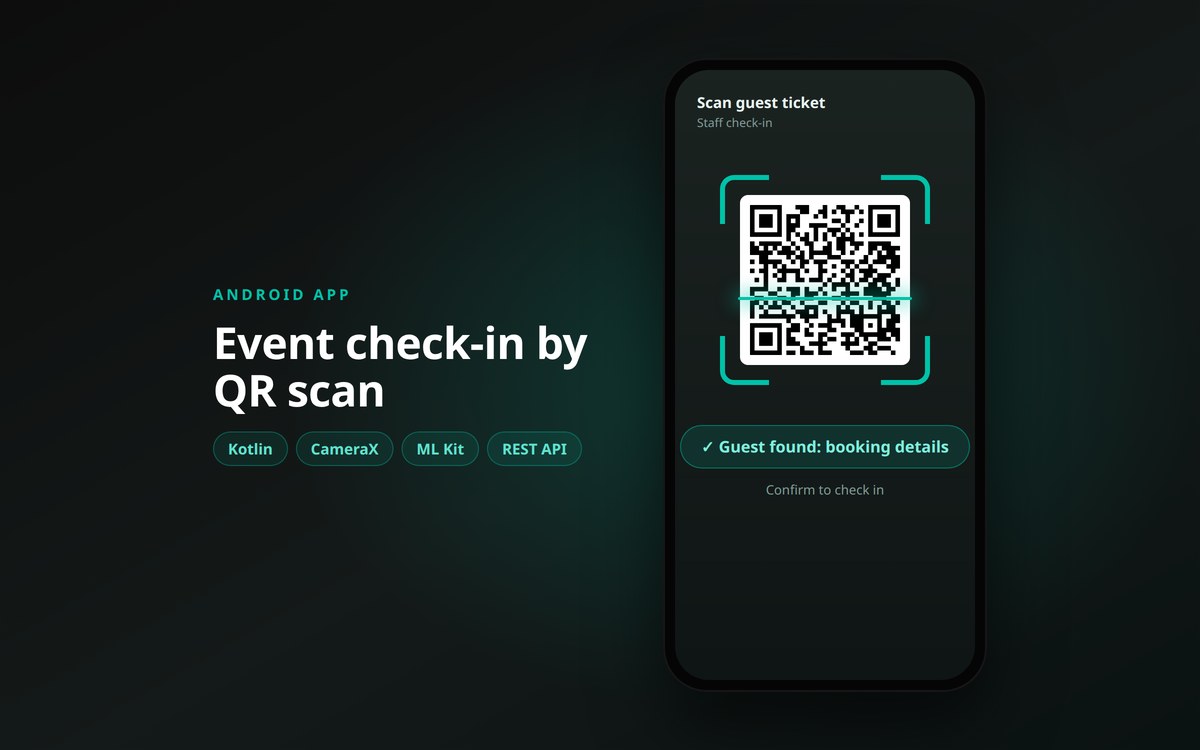 ANDROID APP
Event check-in by
QR scan
Kotlin
CameraX
ML Kit
REST API
Scan guest ticket
Staff check-in
✓ Guest found: booking details
Confirm to check in